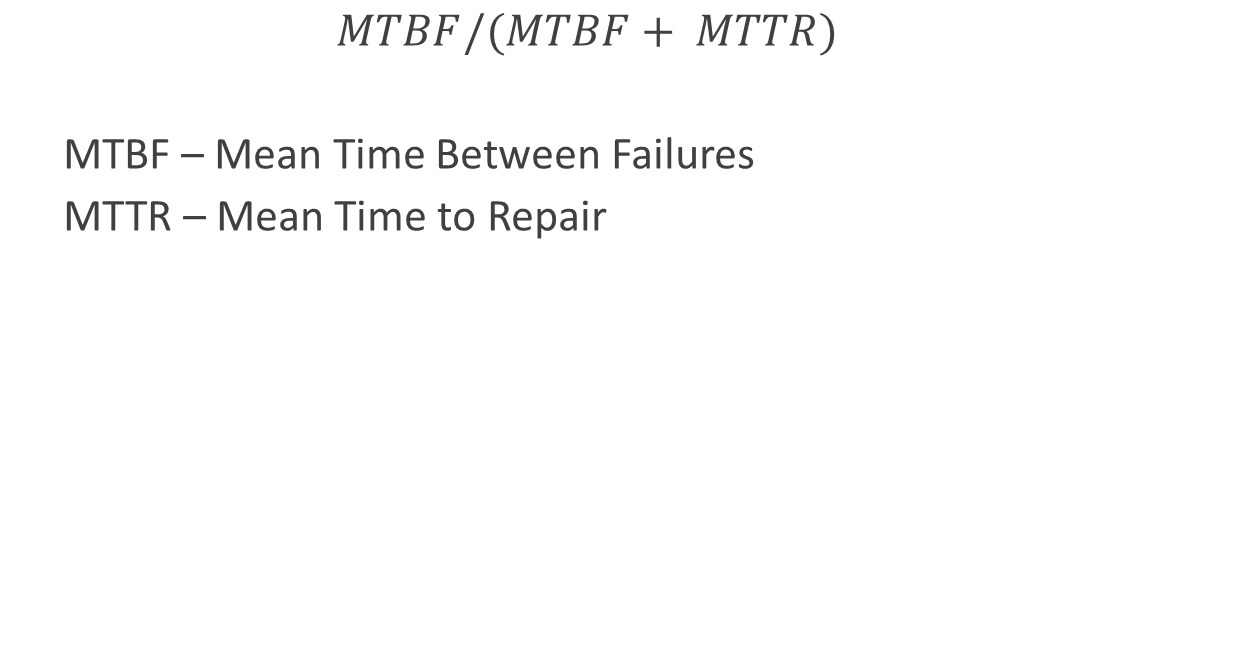 MTBF/(MTBF + MTTR)
MTBF – Mean Time Between Failures
MTTR – Mean Time to Repair